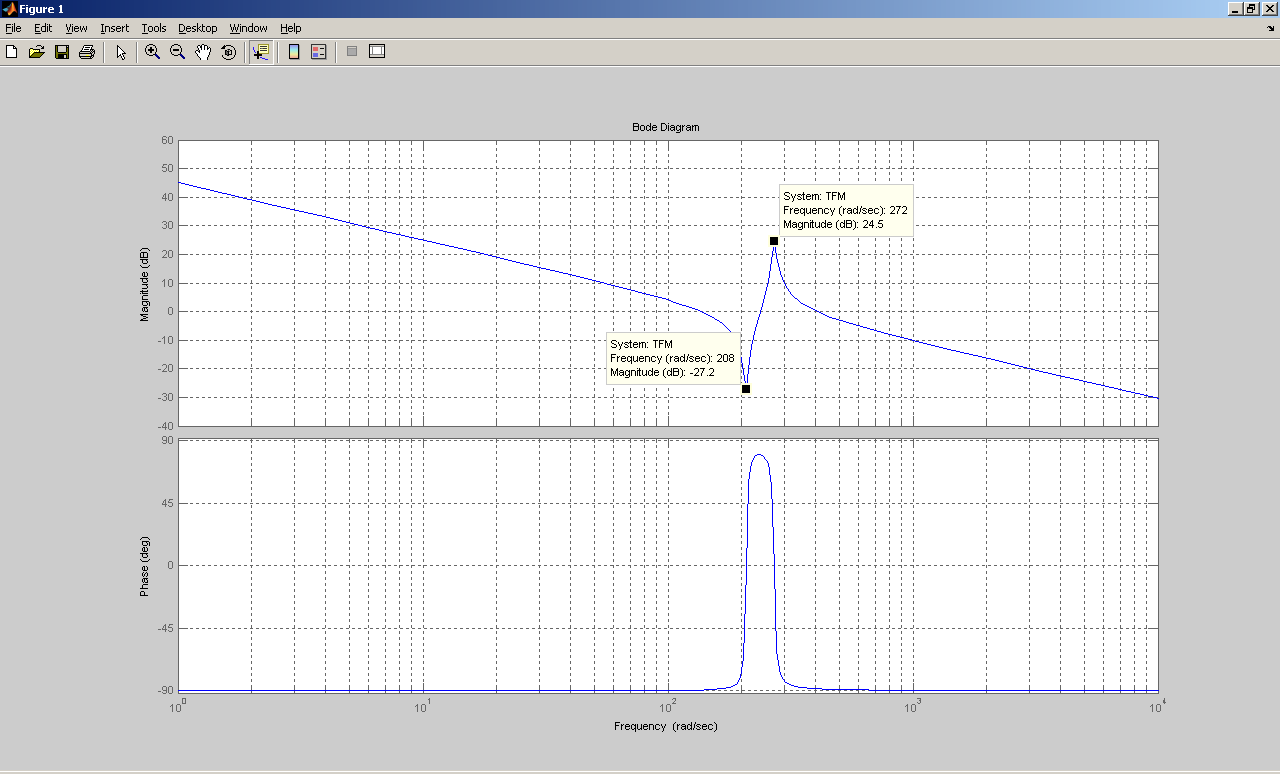 Figure 1
File Edit View Insert Tools Desktop Window Help
Bode Diagram
60
50
40
30
20
10
0
-10
-20
-30
-40
Magnitude (dB)
System: TFM
Frequency (rad/sec): 272
Magnitude (dB): 24.5
System: TFM
Frequency (rad/sec): 208
Magnitude (dB): -27.2
90
45
0
-45
-90
Phase (deg)
10^0 10^1 10^2 10^3 10^4
Frequency (rad/sec)